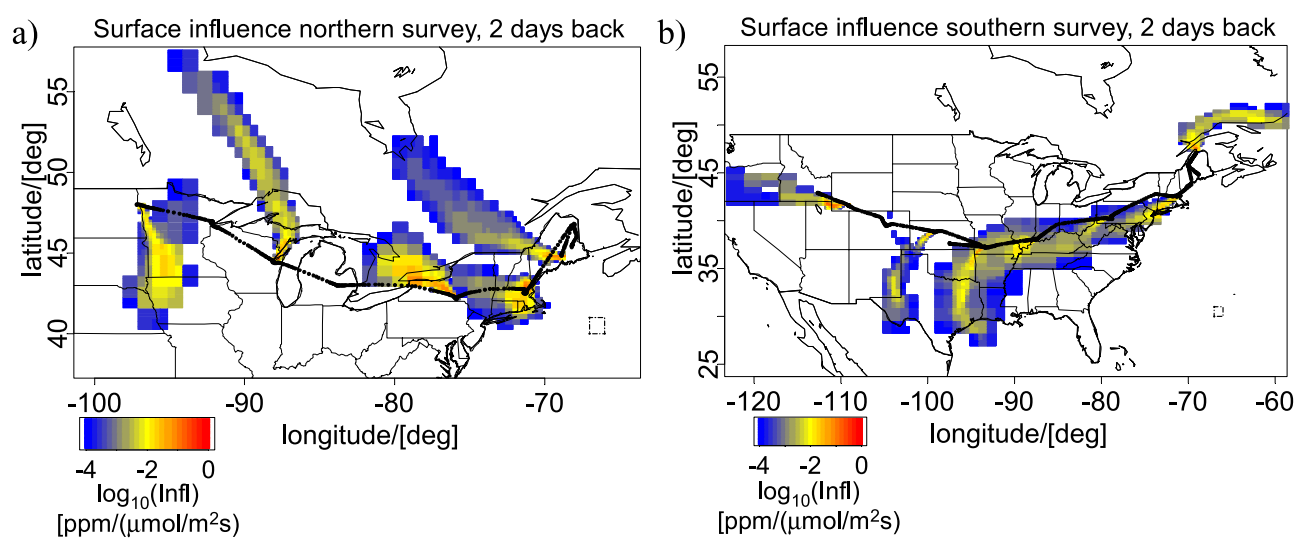 a)
Surface influence northern survey, 2 days back
latitude/[deg]
55
50
45
40
-100
-90
-80
-70
longitude/[deg]
-4
-2
0
log10(Infl)
[ppm/(μmol/m²s)
b)
Surface influence southern survey, 2 days back
latitude/[deg]
55
45
35
25
-120
-110
-100
-90
-80
-70
-60
longitude/[deg]
-4
-2
0
log10(Infl)
[ppm/(μmol/m²s)